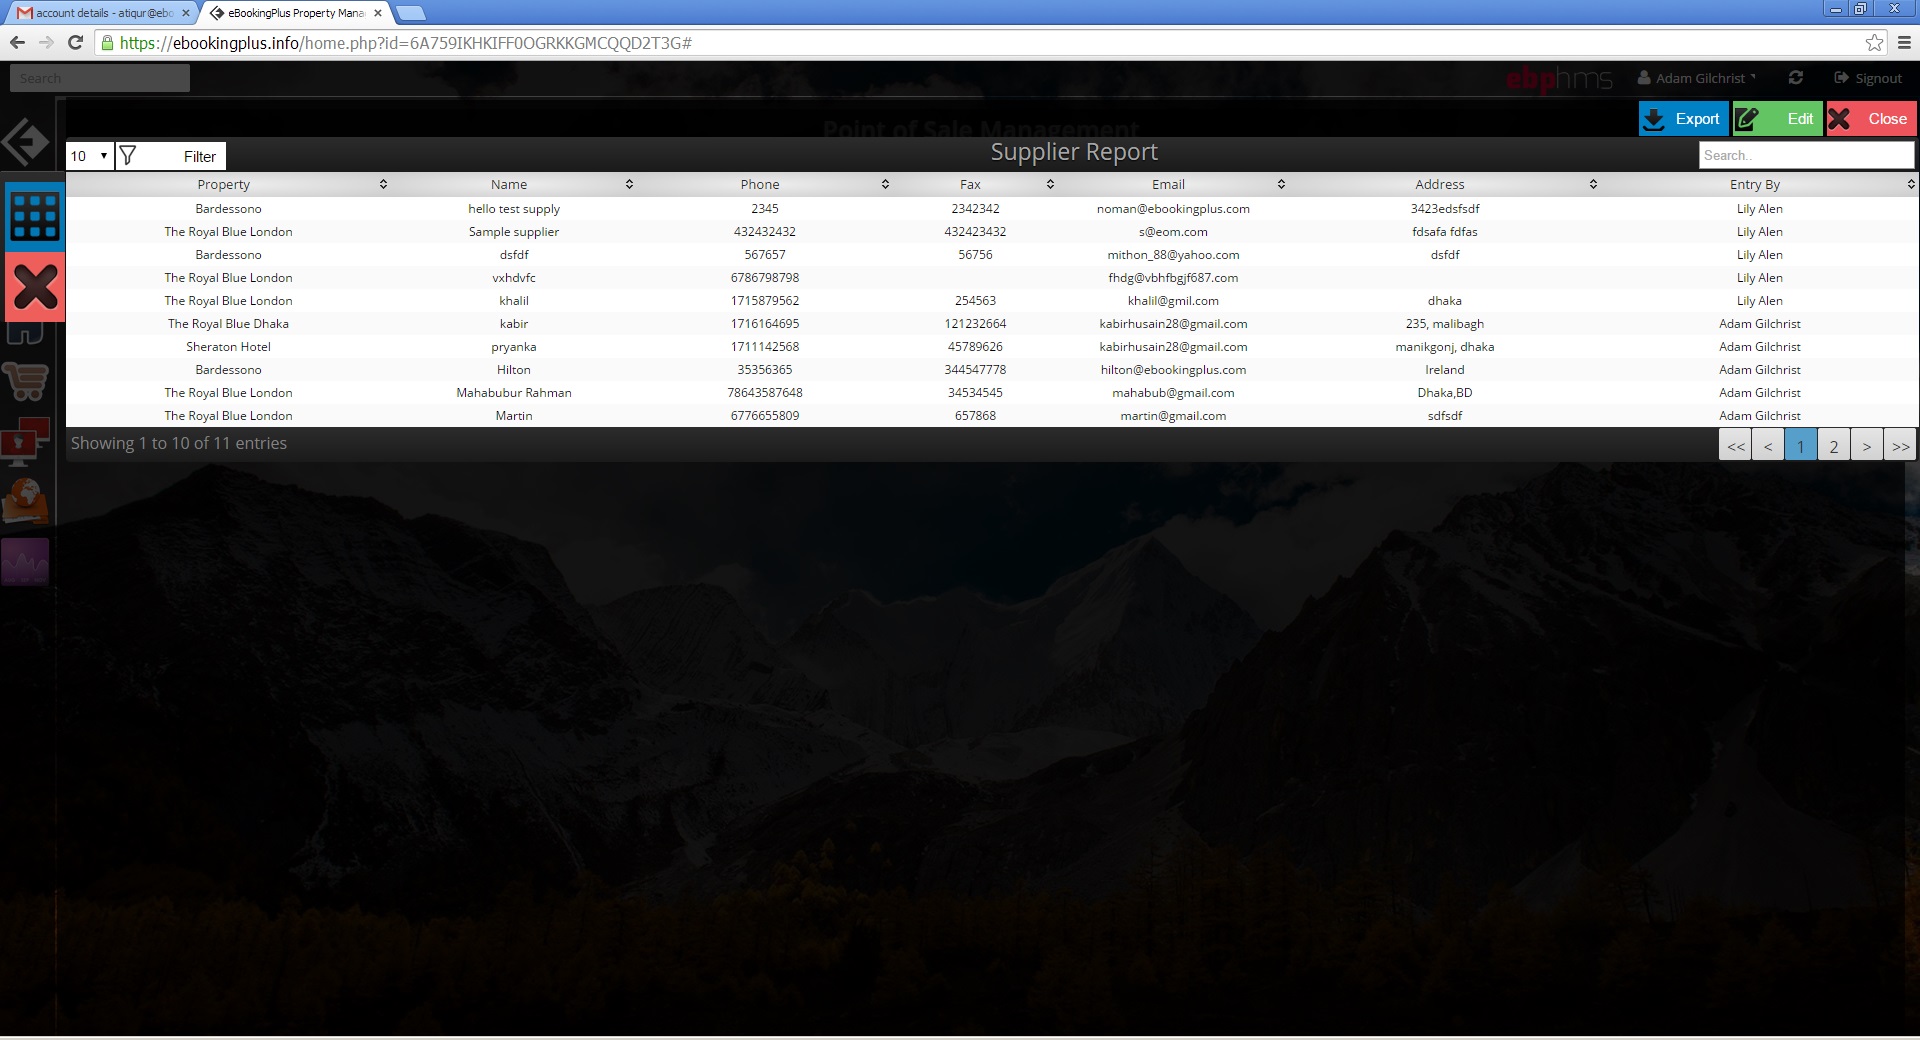 account details - atiqur@ebo
eBookingPlus Property Mana
https://ebookingplus.info/home.php?id=6A759IKHKIFF0OGRKKGMCQQD2T3G#
Search
ebphms
Adam Gilchrist
Signout
Point of Sale Management
Export
Edit
Close
10
Filter
Supplier Report
Search..
Property Name Phone Fax Email Address Entry By
Bardessono hello test supply 2345 2342342 noman@ebookingplus.com 3423edsfsdf Lily Alen
The Royal Blue London Sample supplier 432432432 432423432 s@eom.com fdsafa fdfas Lily Alen
Bardessono dsfdf 567657 56756 mithon_88@yahoo.com dsfdf Lily Alen
The Royal Blue London vxhdvfc 6786798798 fhdg@vbhfbgjf687.com Lily Alen
The Royal Blue London khalil 1715879562 254563 khalil@gmil.com dhaka Lily Alen
The Royal Blue Dhaka kabir 1716164695 121232664 kabirhusain28@gmail.com 235, malibagh Adam Gilchrist
Sheraton Hotel pryanka 1711142568 45789626 kabirhusain28@gmail.com manikgonj, dhaka Adam Gilchrist
Bardessono Hilton 35356365 344547778 hilton@ebookingplus.com Ireland Adam Gilchrist
The Royal Blue London Mahabubur Rahman 78643587648 34534545 mahabub@gmail.com Dhaka,BD Adam Gilchrist
The Royal Blue London Martin 6776655809 657868 martin@gmail.com sdfsdf Adam Gilchrist
Showing 1 to 10 of 11 entries
<< < 1 2 > >>